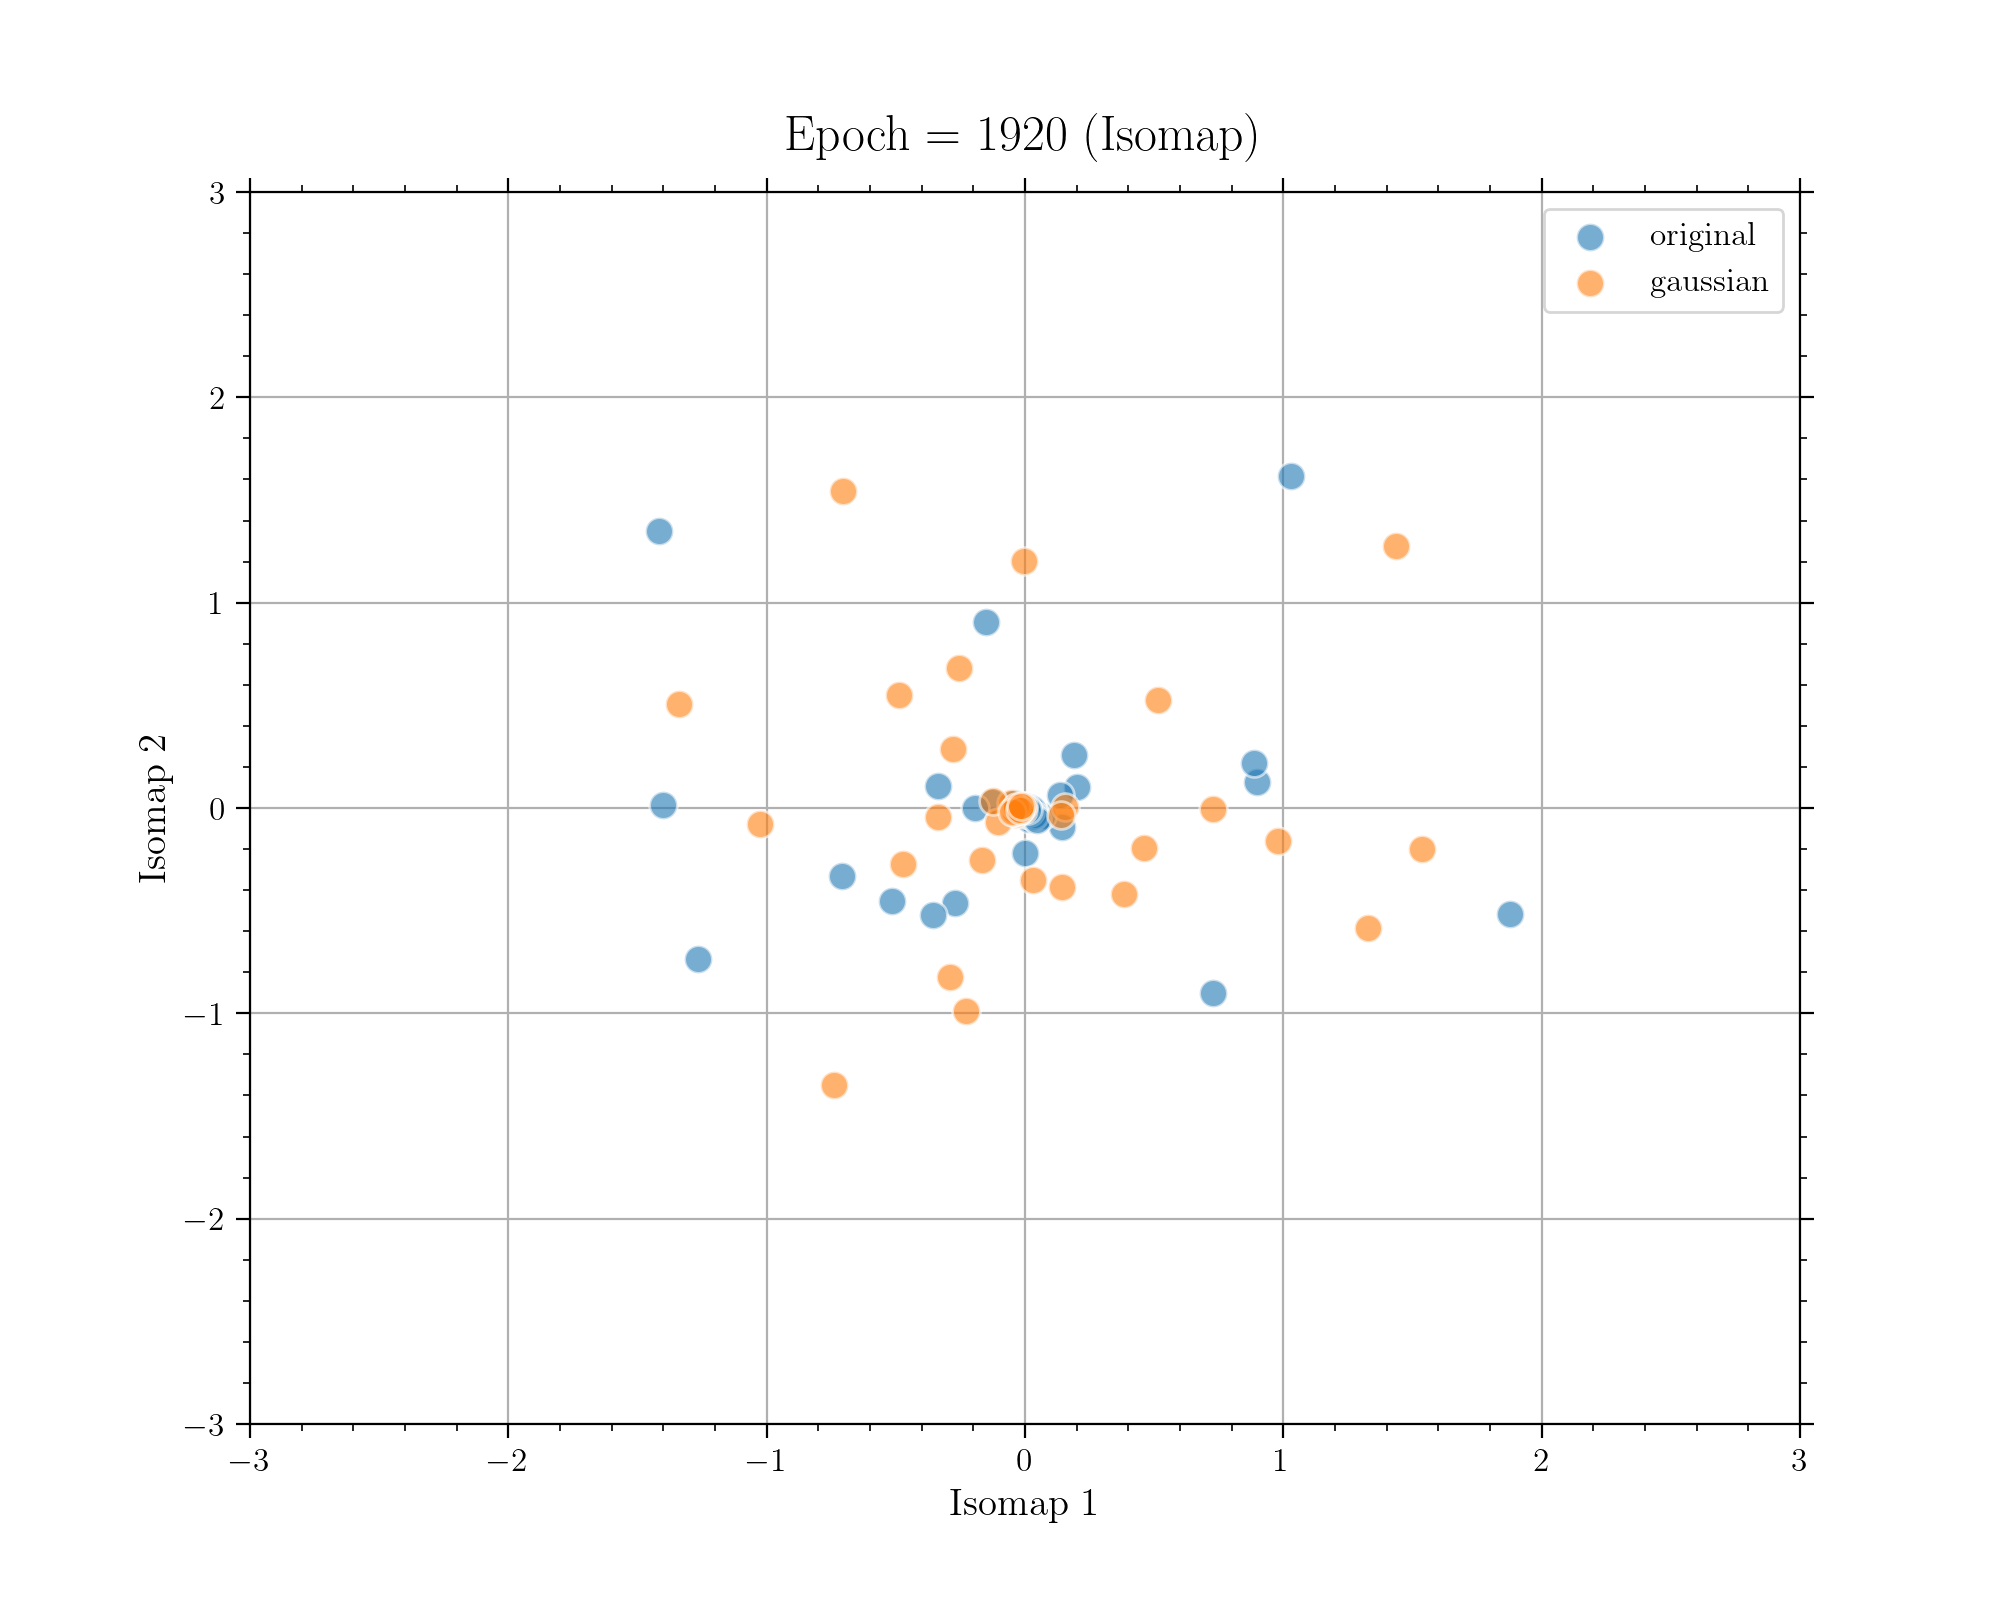 Epoch = 1920 (Isomap)
original
gaussian
3
2
1
0
−1
−2
−3
Isomap 2
−3
−2
−1
0
1
2
3
Isomap 1